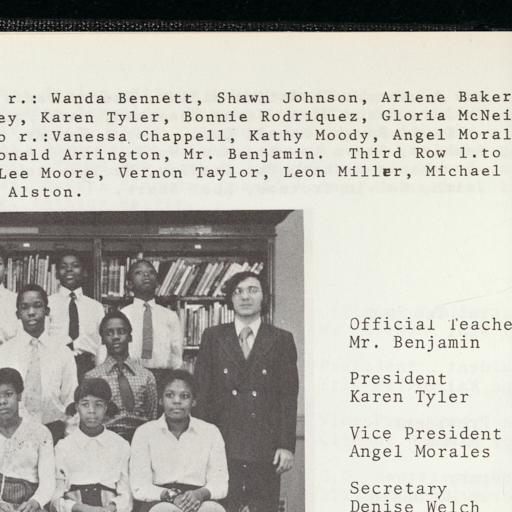 r.: Wanda Bennett, Shawn Johnson, Arlene Baker
ey, Karen Tyler, Bonnie Rodriquez, Gloria McNei
o r.:Vanessa Chappell, Kathy Moody, Angel Moral
onald Arrington, Mr. Benjamin. Third Row l.to
Lee Moore, Vernon Taylor, Leon Miller, Michael
Alston.
Official Teache
Mr. Benjamin
President
Karen Tyler
Vice President
Angel Morales
Secretary
Denise Welch